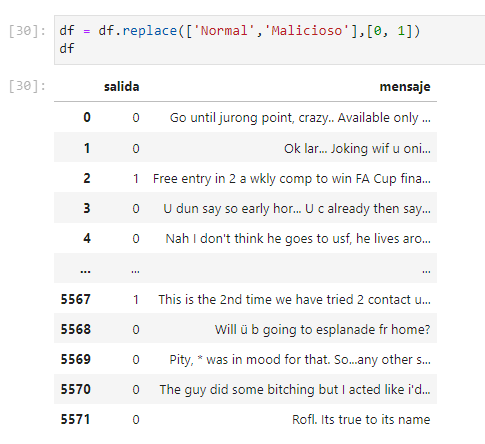 [30]: df = df.replace(['Normal','Malicioso'],[0, 1])
df
[30]: salida mensaje
0 0 Go until jurong point, crazy.. Available only ...
1 0 Ok lar... Joking wif u oni...
2 1 Free entry in 2 a wkly comp to win FA Cup fina...
3 0 U dun say so early hor... U c already then say...
4 0 Nah I don't think he goes to usf, he lives aro...
... ... ...
5567 1 This is the 2nd time we have tried 2 contact u...
5568 0 Will ü b going to esplanade fr home?
5569 0 Pity, * was in mood for that. So...any other s...
5570 0 The guy did some bitching but I acted like i'd...
5571 0 Rofl. Its true to its name